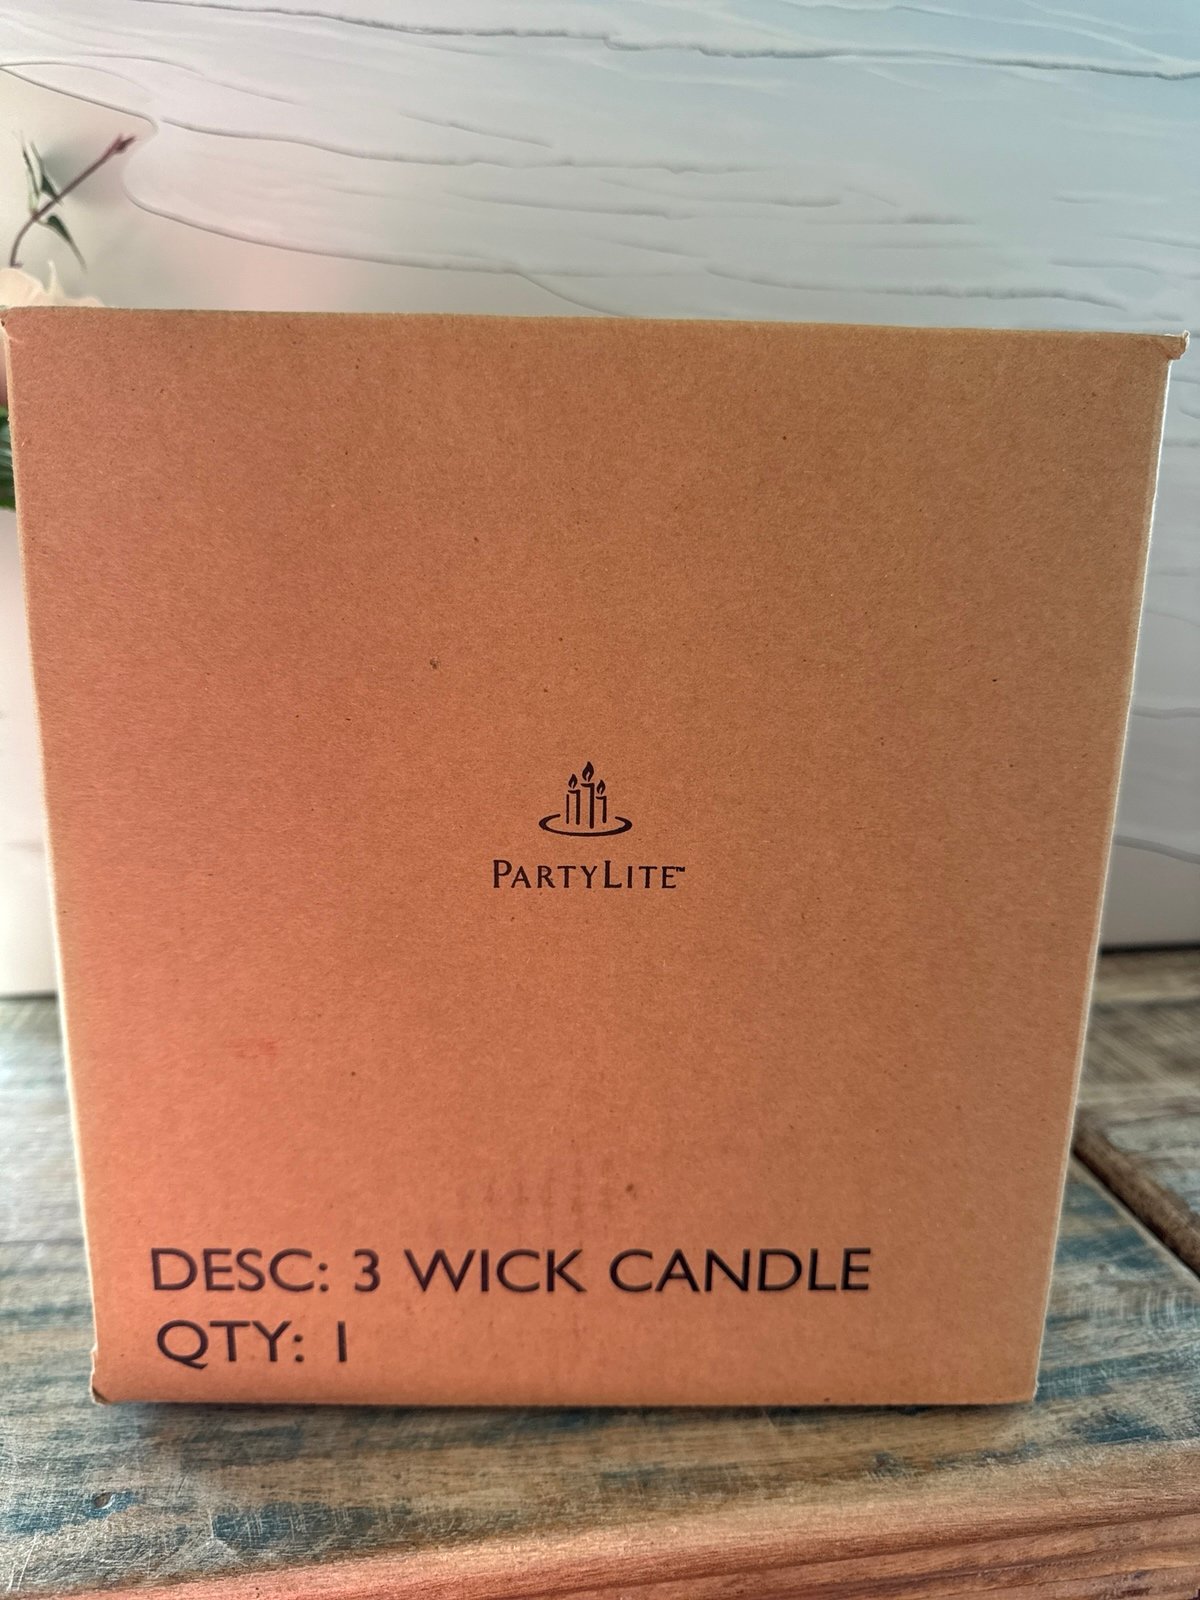 PARTYLITE™
DESC: 3 WICK CANDLE
QTY: 1